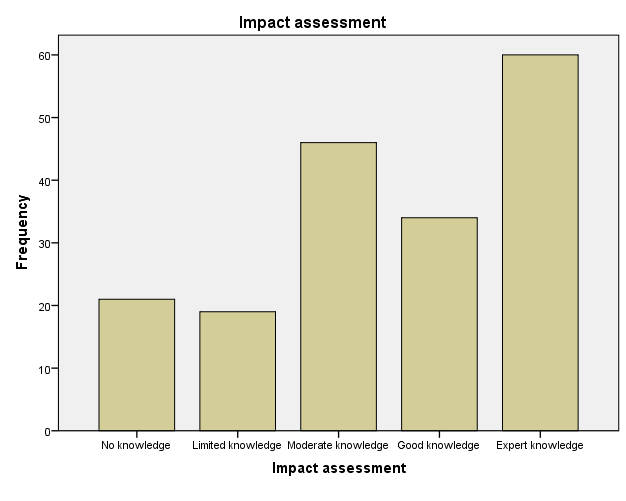 Impact assessment
Frequency
60
50
40
30
20
10
0
No knowledge Limited knowledge Moderate knowledge Good knowledge Expert knowledge
Impact assessment